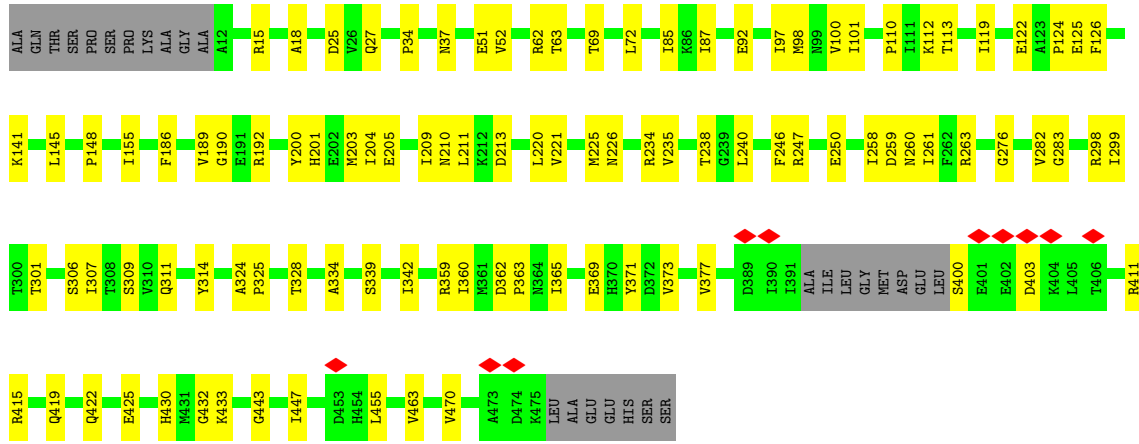 ALA GLN THR SER PRO SER PRO LYS ALA GLY ALA A12 R15 A18 D25 V26 Q27 P34 N37 E51 V52 R62 T63 T69 L72 I85 K86 I87 E92 I97 M98 N99 V100 I101 P110 I111 K112 T113 I119 E122 A123 P124 E125 F126
K141 L145 P148 I155 F186 V189 G190 E191 R192 Y200 H201 E202 M203 I204 E205 I209 N210 L211 K212 D213 L220 V221 M225 N226 R234 V235 T238 G239 L240 F246 R247 E250 I258 D259 N260 I261 F262 R263 G276 V282 G283 R298 I299
T300 T301 S306 I307 T308 S309 V310 Q311 Y314 A324 P325 T328 A334 S339 I342 R359 I360 M361 D362 P363 N364 I365 E369 H370 Y371 D372 V373 V377 D389 I390 I391 ALA ILE LEU GLY MET ASP GLU LEU S400 E401 E402 D403 K404 L405 T406 R411
R415 Q419 Q422 E425 H430 M431 G432 K433 G443 I447 D453 H454 L455 V463 V470 A473 D474 K475 LEU ALA GLU GLU HIS SER SER